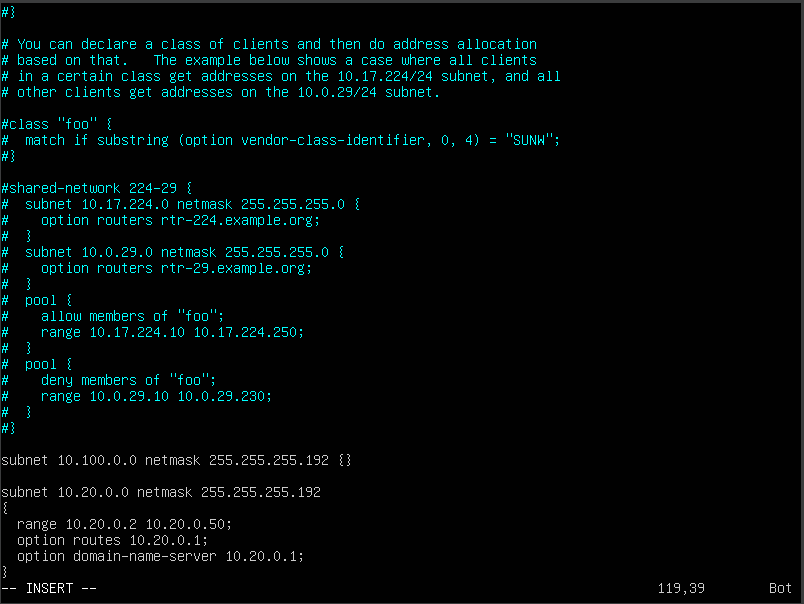 #}
# You can declare a class of clients and then do address allocation
# based on that.   The example below shows a case where all clients
# in a certain class get addresses on the 10.17.224/24 subnet, and all
# other clients get addresses on the 10.0.29/24 subnet.
#class "foo" {
#  match if substring (option vendor-class-identifier, 0, 4) = "SUNW";
#}
#shared-network 224-29 {
#  subnet 10.17.224.0 netmask 255.255.255.0 {
#    option routers rtr-224.example.org;
#  }
#  subnet 10.0.29.0 netmask 255.255.255.0 {
#    option routers rtr-29.example.org;
#  }
#  pool {
#    allow members of "foo";
#    range 10.17.224.10 10.17.224.250;
#  }
#  pool {
#    deny members of "foo";
#    range 10.0.29.10 10.0.29.230;
#  }
#}
subnet 10.100.0.0 netmask 255.255.255.192 {}
subnet 10.20.0.0 netmask 255.255.255.192
{
  range 10.20.0.2 10.20.0.50;
  option routes 10.20.0.1;
  option domain-name-server 10.20.0.1;
}
-- INSERT -- 119,39 Bot